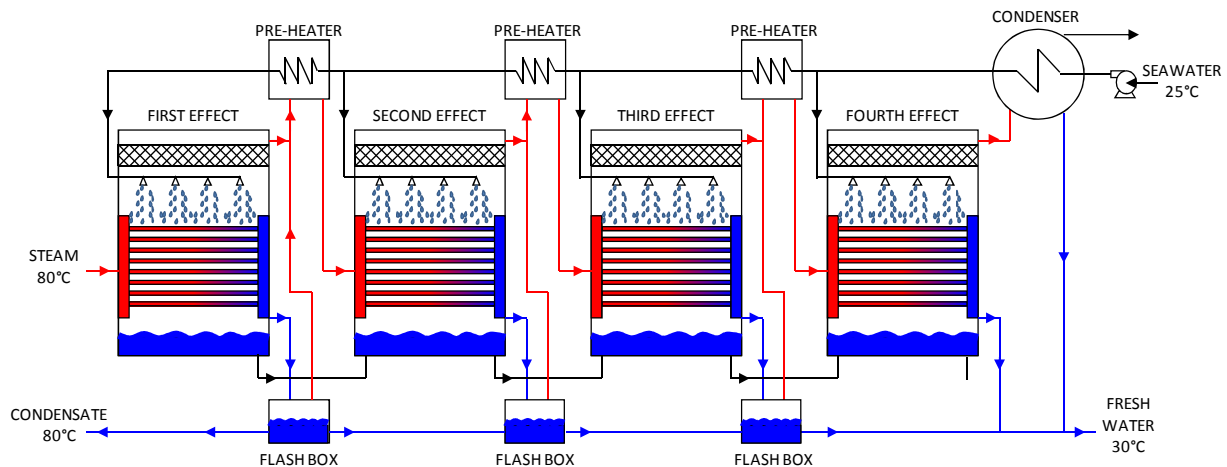 PRE-HEATER
PRE-HEATER
PRE-HEATER
CONDENSER
SEAWATER
25°C
FIRST EFFECT
SECOND EFFECT
THIRD EFFECT
FOURTH EFFECT
STEAM
80°C
CONDENSATE
80°C
FRESH
WATER
30°C
FLASH BOX
FLASH BOX
FLASH BOX